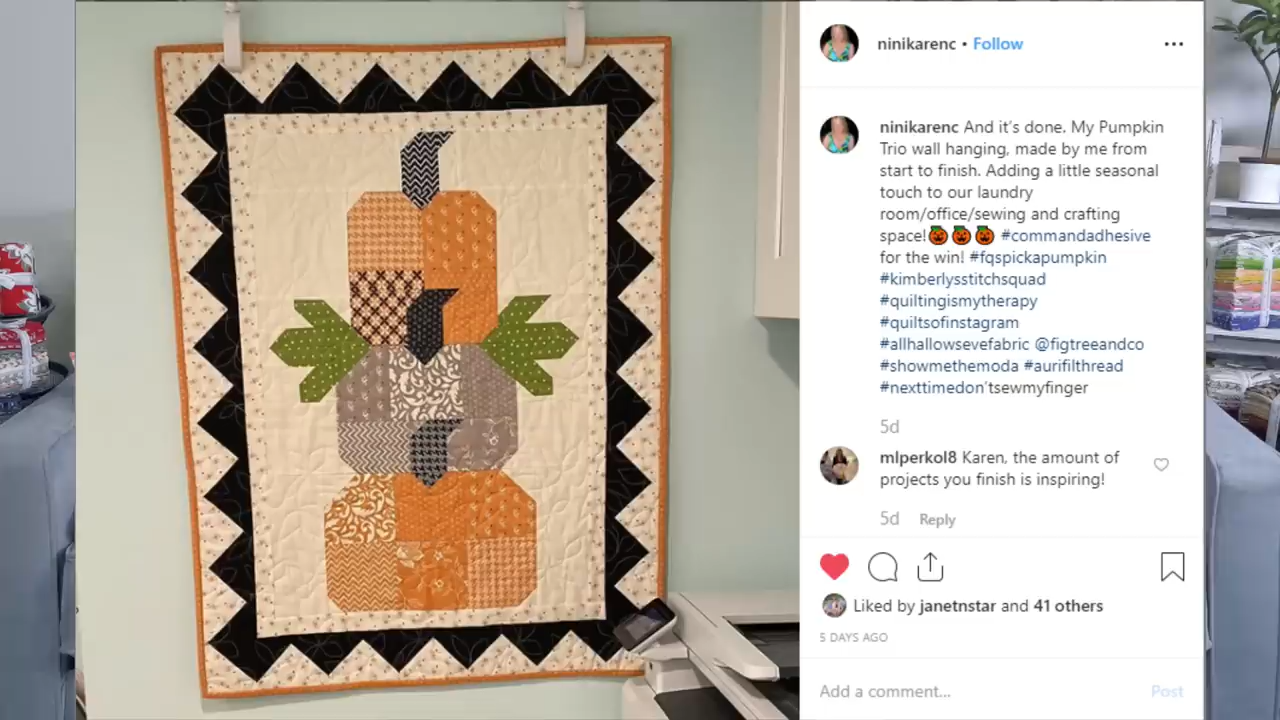 ninikarenc • Follow
ninikarenc And it's done. My Pumpkin
Trio wall hanging, made by me from
start to finish. Adding a little seasonal
touch to our laundry
room/office/sewing and crafting
space!🎃🎃🎃 #commandadhesive
for the win! #fqspickapumpkin
#kimberlysstitchsquad
#quiltingismytherapy
#quiltsofinstagram
#allhallowsevefabric @figtreeandco
#showmethemoda #aurifilthread
#nexttimedon'tsewmyfinger
5d
mlperkol8 Karen, the amount of
projects you finish is inspiring!
5d Reply
Liked by janetnstar and 41 others
5 DAYS AGO
Add a comment... Post